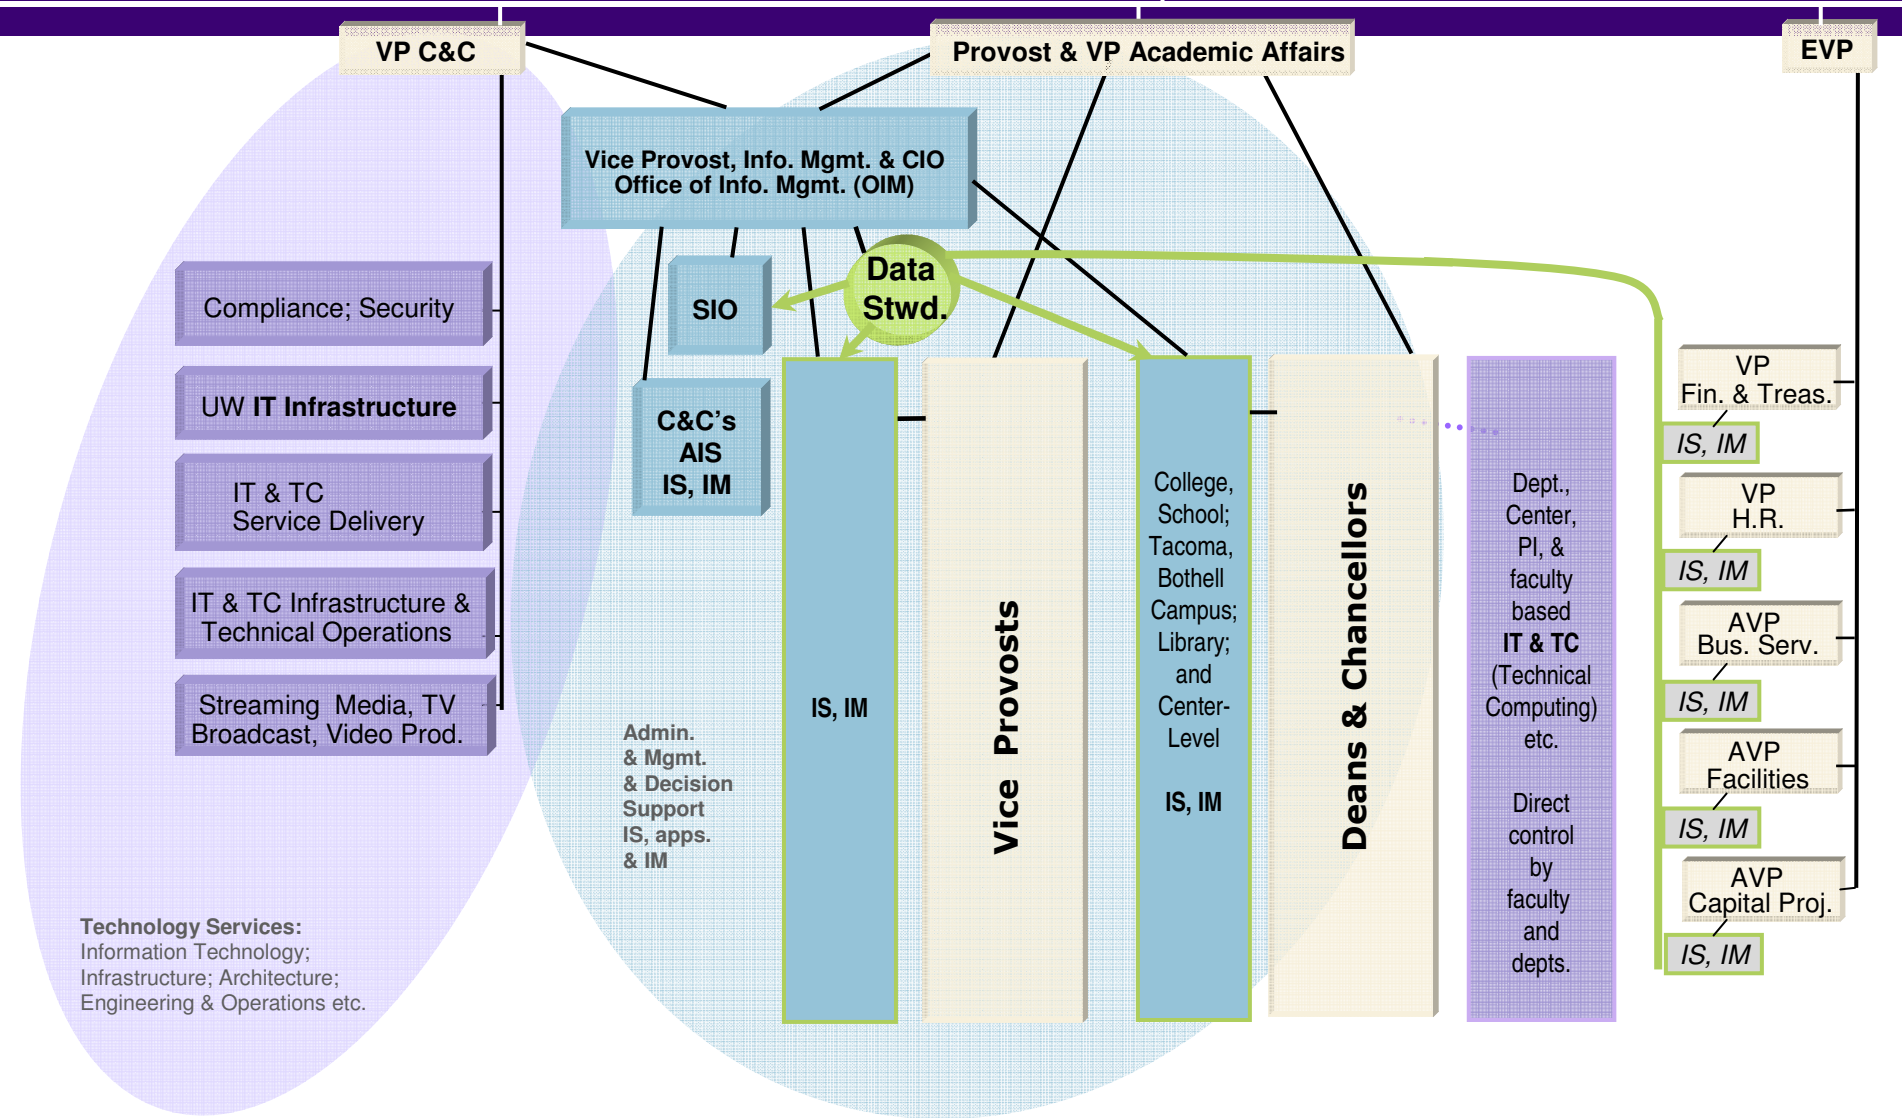 VP C&C
Provost & VP Academic Affairs
EVP
Vice Provost, Info. Mgmt. & CIO
Office of Info. Mgmt. (OIM)
Data
Stwd.
SIO
Compliance; Security
UW IT Infrastructure
IT & TC
Service Delivery
IT & TC Infrastructure &
Technical Operations
Streaming Media, TV
Broadcast, Video Prod.
C&C's
AIS
IS, IM
Admin.
& Mgmt.
& Decision
Support
IS, apps.
& IM
Technology Services:
Information Technology;
Infrastructure; Architecture;
Engineering & Operations etc.
IS, IM
Vice Provosts
College,
School;
Tacoma,
Bothell
Campus;
Library;
and
Center-
Level
IS, IM
Deans & Chancellors
Dept.,
Center,
PI, &
faculty
based
IT & TC
(Technical
Computing)
etc.
Direct
control
by
faculty
and
depts.
VP
Fin. & Treas.
IS, IM
VP
H.R.
IS, IM
AVP
Bus. Serv.
IS, IM
AVP
Facilities
IS, IM
AVP
Capital Proj.
IS, IM